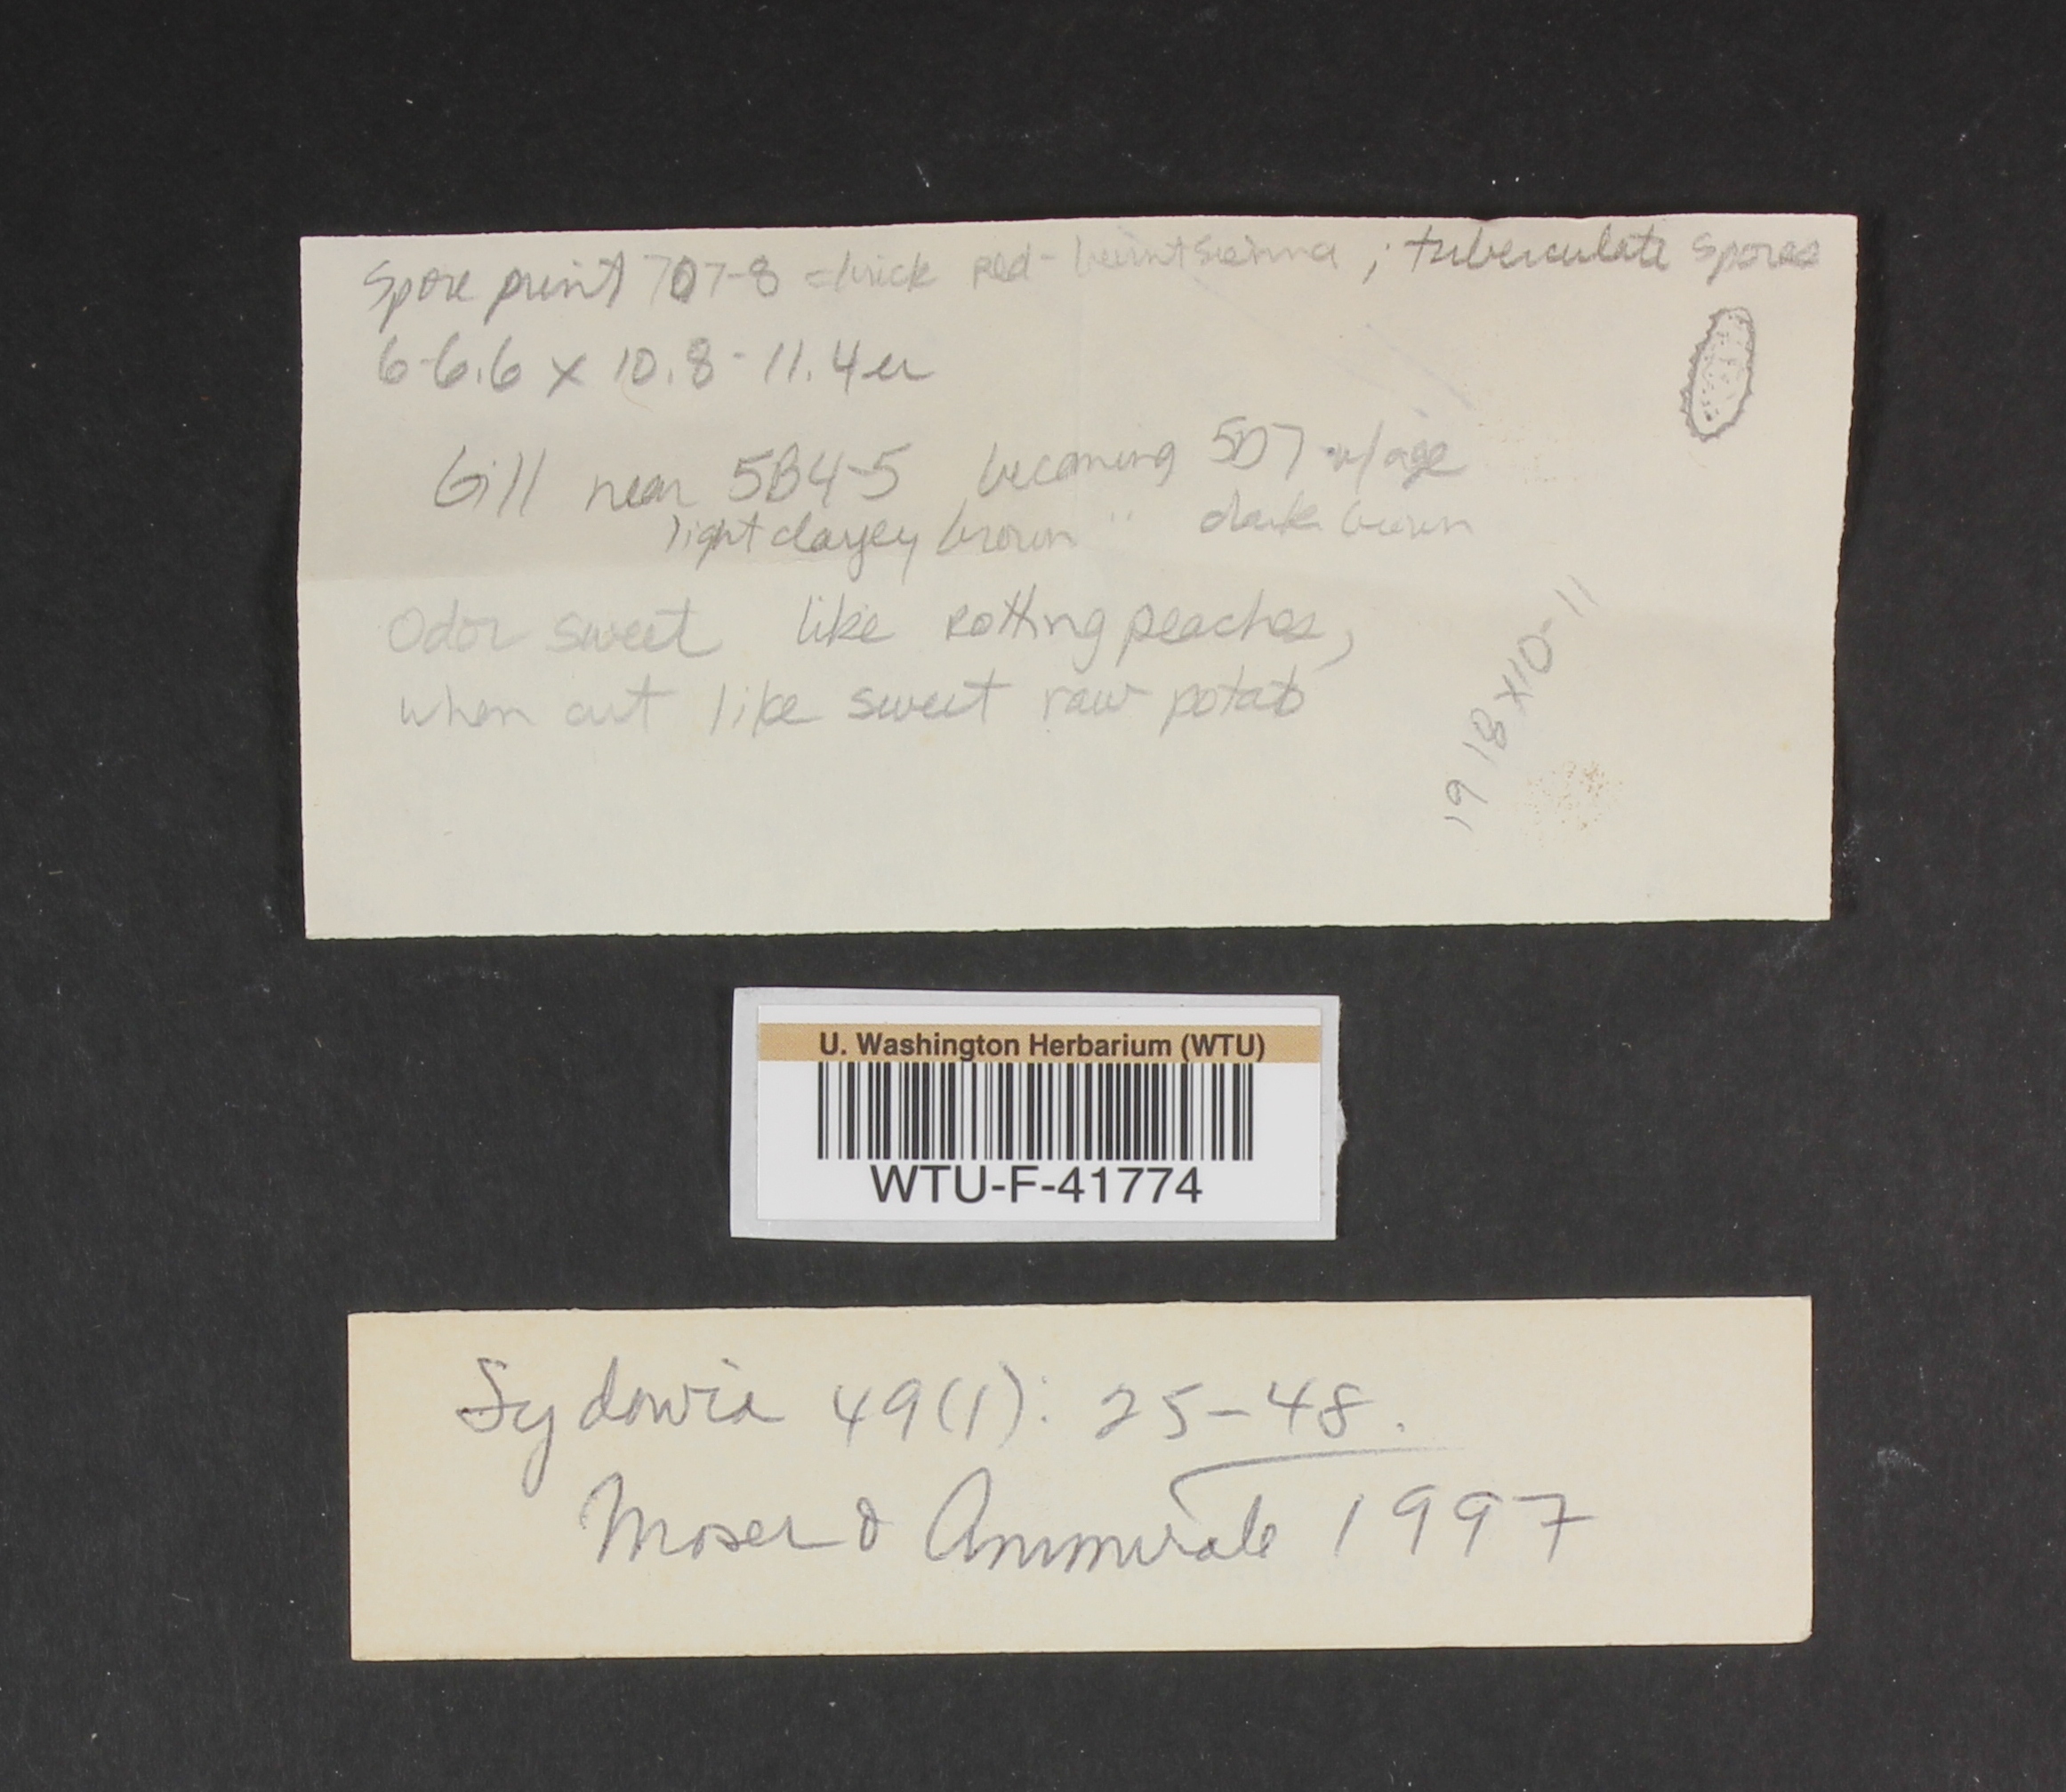 Spore print 7D7-8 = brick red - burnt sienna ; tuberculate spores
6-6.6 x 10.8-11.4 u
Gill near 5B4-5 becoming 5D7 w/age
light clayey brown " dark brown
Odor sweet like rotting peaches,
when cut like sweet raw potato
19 18 x 10-11
U. Washington Herbarium (WTU)
WTU-F-41774
Sydowia 49(1): 25-48.
Moser & Ammirati 1997